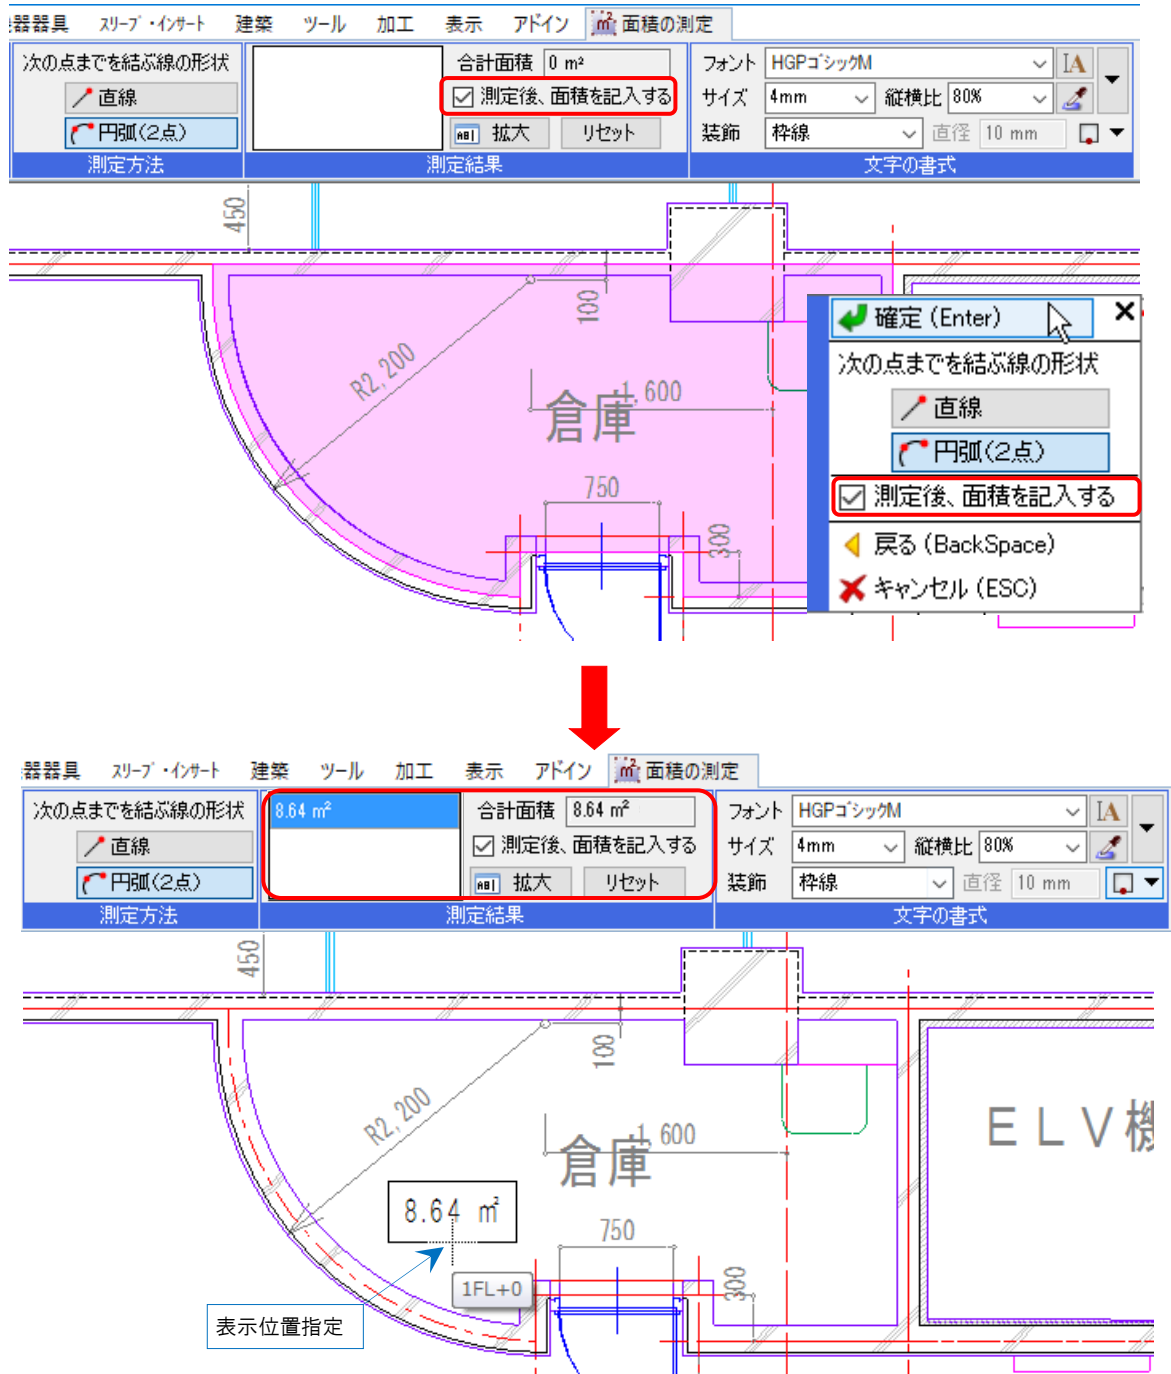 器器具 スリーブ・インサート 建築 ツール 加工 表示 アドイン m² 面積の測定
次の点までを結ぶ線の形状 合計面積 0 m² フォント HGPゴシックM IA
直線 測定後、面積を記入する サイズ 4mm 縦横比 80%
円弧(2点) AB| 拡大 リセット 装飾 枠線 直径 10 mm
測定方法 測定結果 文字の書式
450
100
R2,200
倉庫
1,600
750
300
確定(Enter) ×
次の点までを結ぶ線の形状
直線
円弧(2点)
測定後、面積を記入する
戻る(BackSpace)
キャンセル(ESC)
器器具 スリーブ・インサート 建築 ツール 加工 表示 アドイン m² 面積の測定
次の点までを結ぶ線の形状 8.64 m² 合計面積 8.64 m² フォント HGPゴシックM IA
直線 測定後、面積を記入する サイズ 4mm 縦横比 80%
円弧(2点) AB| 拡大 リセット 装飾 枠線 直径 10 mm
測定方法 測定結果 文字の書式
450
100
R2,200
倉庫
1,600
ELV機
8.64 ㎡
750
1FL+0
300
表示位置指定